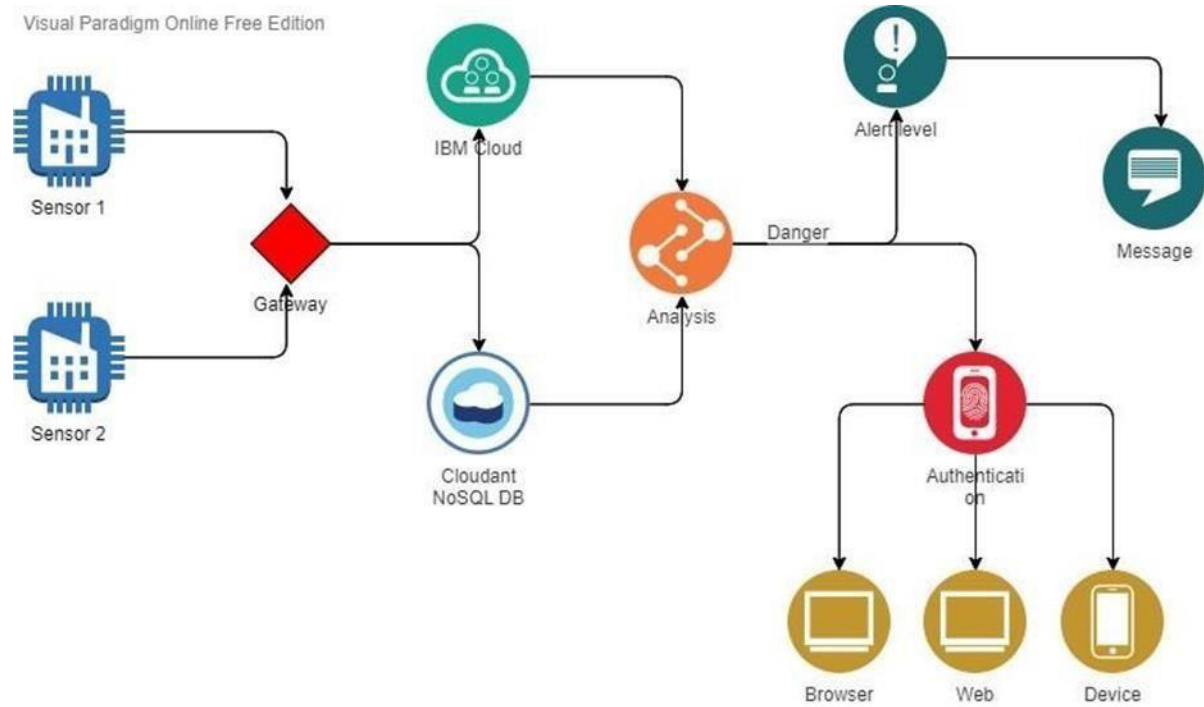 Visual Paradigm Online Free Edition
Sensor 1
Sensor 2
Gateway
IBM Cloud
Cloudant
NoSQL DB
Analysis
Danger
Alert level
Message
Authenticati
on
Browser
Web
Device